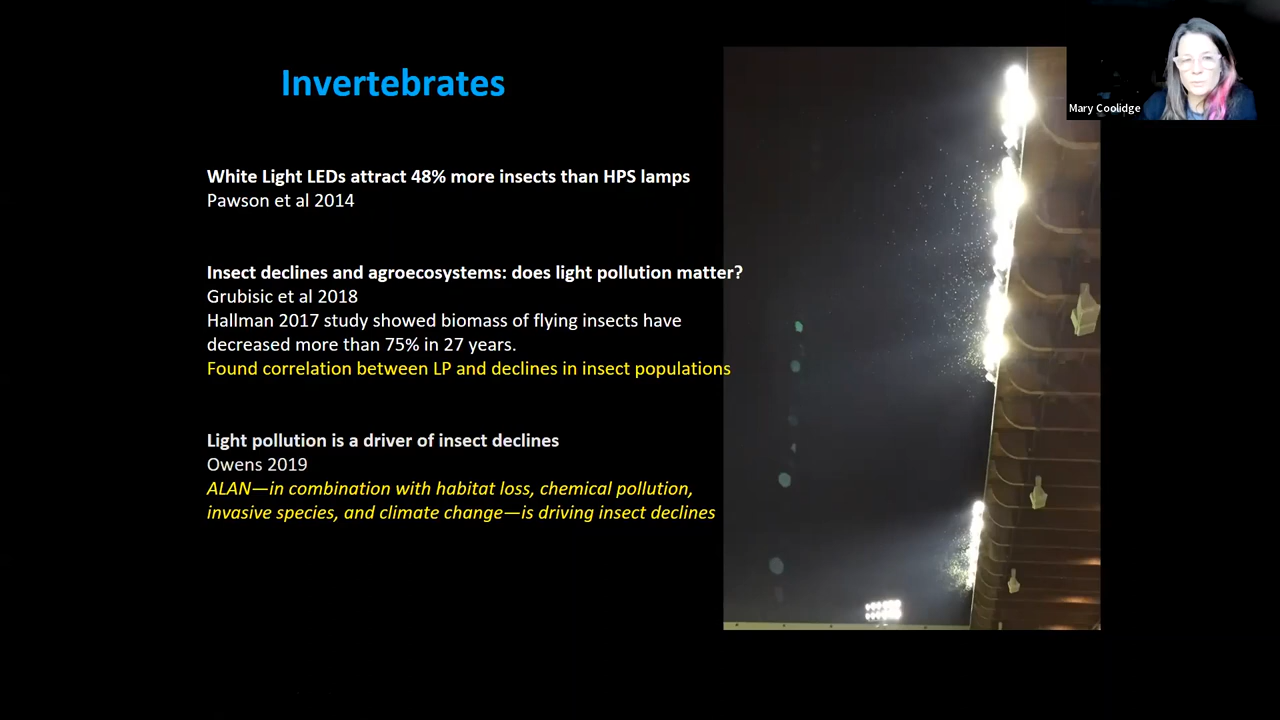 Invertebrates
Mary Coolidge
White Light LEDs attract 48% more insects than HPS lamps
Pawson et al 2014
Insect declines and agroecosystems: does light pollution matter?
Grubisic et al 2018
Hallman 2017 study showed biomass of flying insects have
decreased more than 75% in 27 years.
Found correlation between LP and declines in insect populations
Light pollution is a driver of insect declines
Owens 2019
ALAN—in combination with habitat loss, chemical pollution,
invasive species, and climate change—is driving insect declines